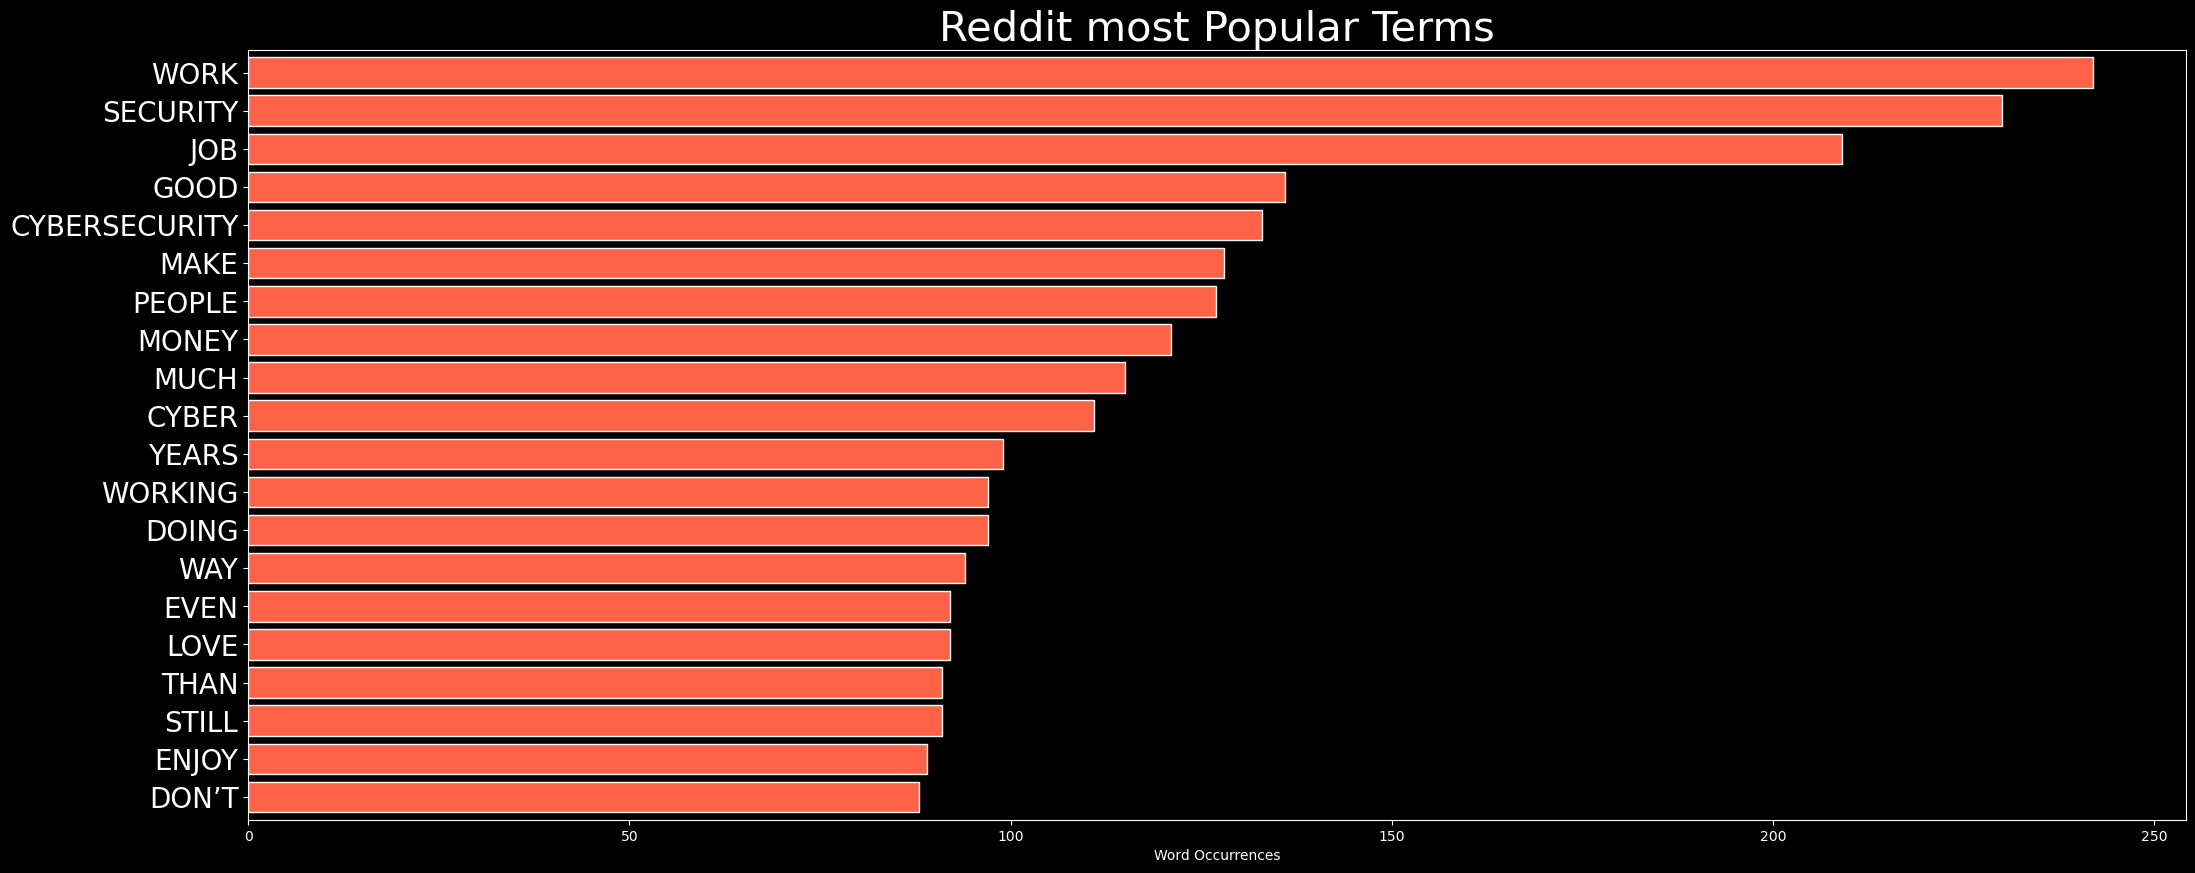 Reddit most Popular Terms
WORK
SECURITY
JOB
GOOD
CYBERSECURITY
MAKE
PEOPLE
MONEY
MUCH
CYBER
YEARS
WORKING
DOING
WAY
EVEN
LOVE
THAN
STILL
ENJOY
DON’T
0 50 100 150 200 250
Word Occurrences